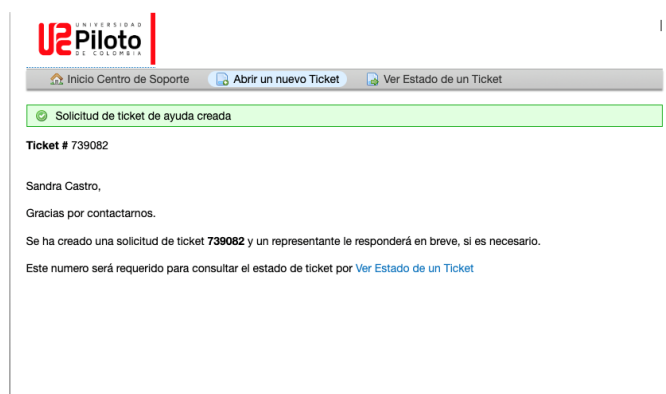 UNIVERSIDAD
UP Piloto
DE COLOMBIA
Inicio Centro de Soporte Abrir un nuevo Ticket Ver Estado de un Ticket
Solicitud de ticket de ayuda creada
Ticket # 739082
Sandra Castro,
Gracias por contactarnos.
Se ha creado una solicitud de ticket 739082 y un representante le responderá en breve, si es necesario.
Este numero será requerido para consultar el estado de ticket por Ver Estado de un Ticket